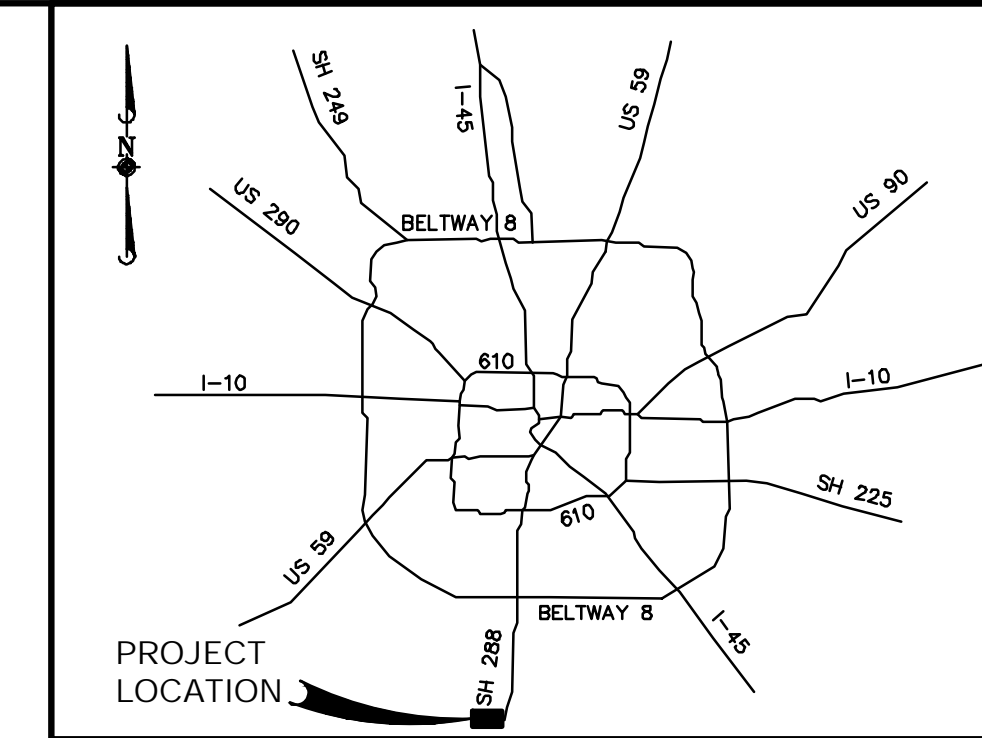 SH 249
I-45
US 59
N
US 290
US 90
BELTWAY 8
610
I-10
I-10
SH 225
610
US 59
BELTWAY 8
I-45
SH 288
PROJECT
LOCATION